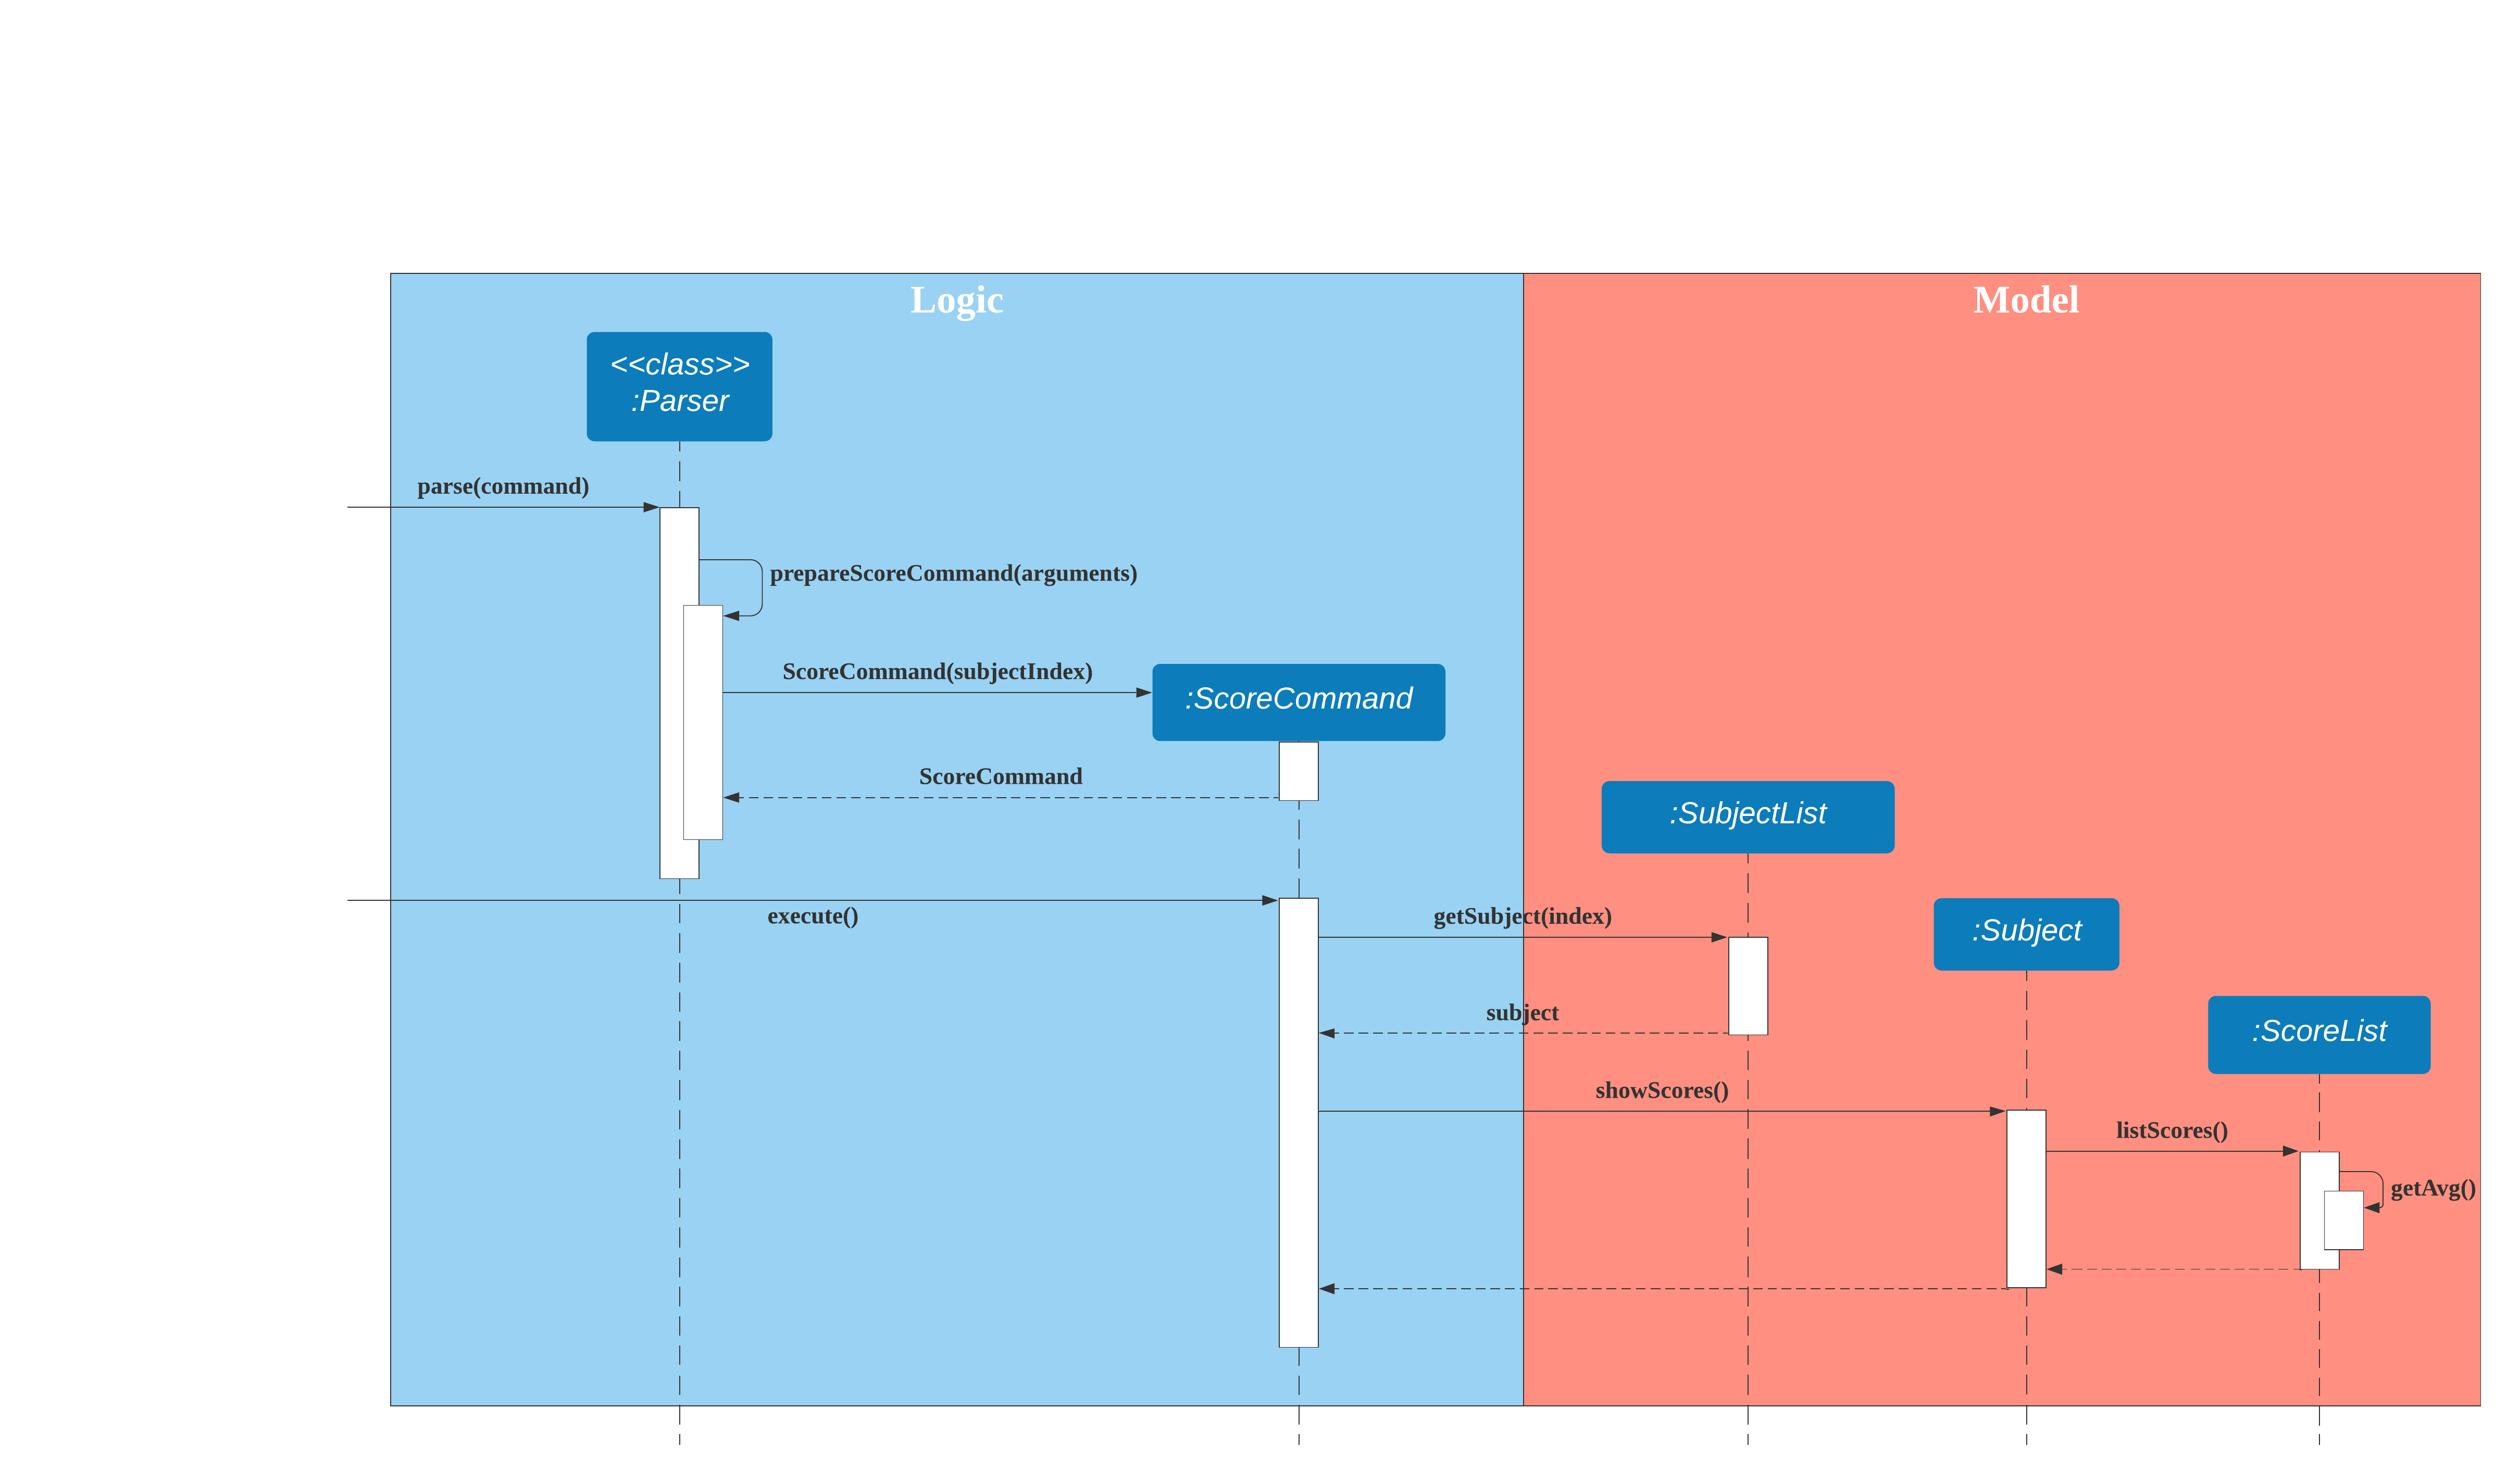 Logic
Model
<<class>>
:Parser
parse(command)
prepareScoreCommand(arguments)
ScoreCommand(subjectIndex)
:ScoreCommand
ScoreCommand
:SubjectList
execute()
getSubject(index)
:Subject
subject
:ScoreList
showScores()
listScores()
getAvg()